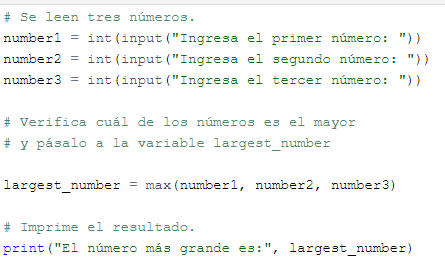 # Se leen tres números.
number1 = int(input("Ingresa el primer número: "))
number2 = int(input("Ingresa el segundo número: "))
number3 = int(input("Ingresa el tercer número: "))
# Verifica cuál de los números es el mayor
# y pásalo a la variable largest_number
largest_number = max(number1, number2, number3)
# Imprime el resultado.
print("El número más grande es:", largest_number)